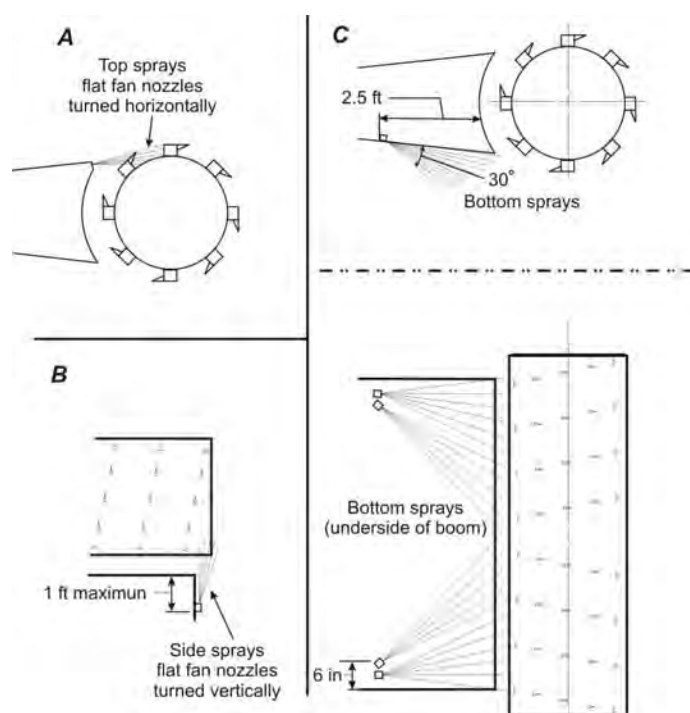 A
Top sprays
flat fan nozzles
turned horizontally
B
1 ft maximun
Side sprays
flat fan nozzles
turned vertically
C
2.5 ft
30°
Bottom sprays
Bottom sprays
(underside of boom)
6 in